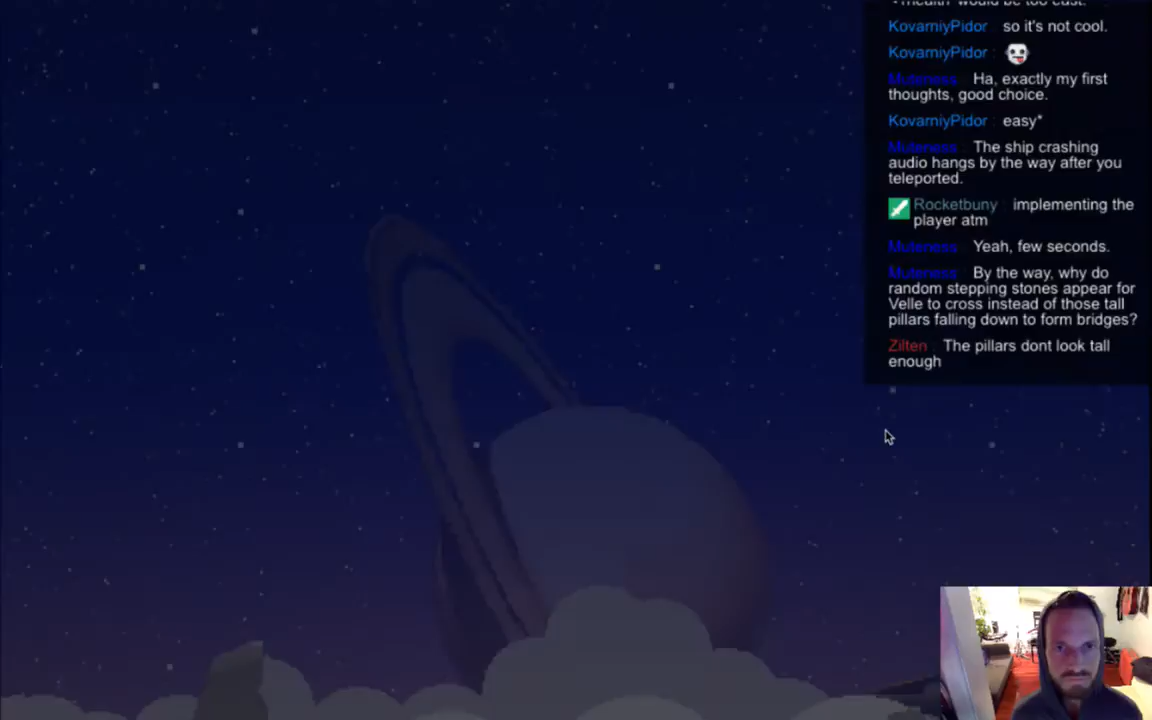 KovarniyPidor : so it's not cool.
KovarniyPidor :
Muteness : Ha, exactly my first
thoughts, good choice.
KovarniyPidor : easy*
Muteness : The ship crashing
audio hangs by the way after you
teleported.
Rocketbuny : implementing the
player atm
Muteness : Yeah, few seconds.
Muteness : By the way, why do
random stepping stones appear for
Velle to cross instead of those tall
pillars falling down to form bridges?
Zilten : The pillars dont look tall
enough